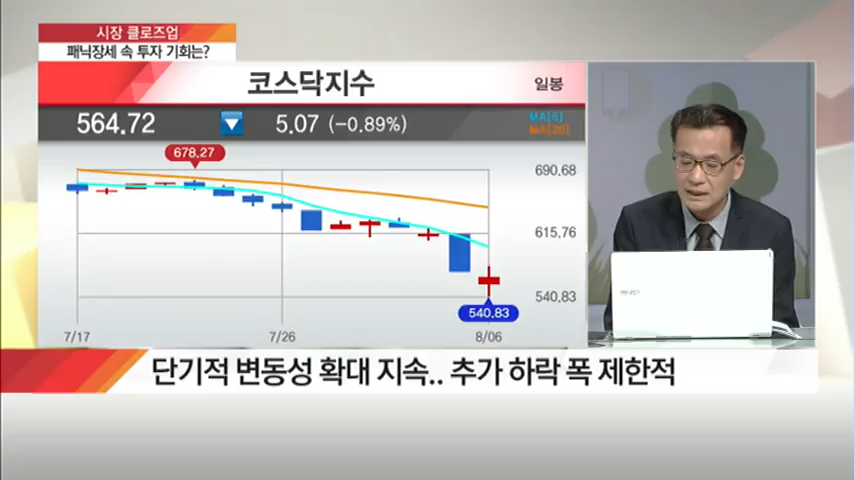 시장 클로즈업
패닉장세 속 투자 기회는?
코스닥지수
일봉
564.72 ▼ 5.07 (-0.89%)
MA[5]
MA[20]
678.27
690.68
615.76
540.83
540.83
7/17
7/26
8/06
단기적 변동성 확대 지속.. 추가 하락 폭 제한적